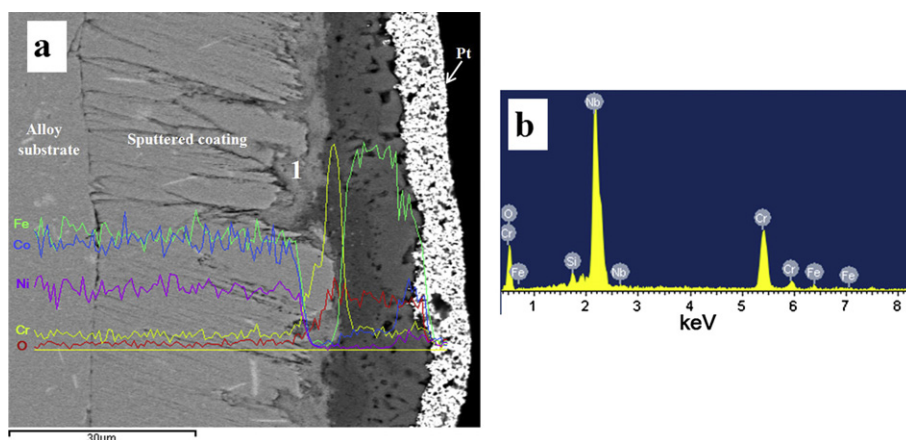 a
Pt
Alloy
substrate
Sputtered coating
1
Fe
Co
Ni
Cr
O
30µm
b
Nb
O
Cr
Fe
Si
Nb
Cr
Cr
Fe
Fe
1 2 3 4 5 6 7 8
keV